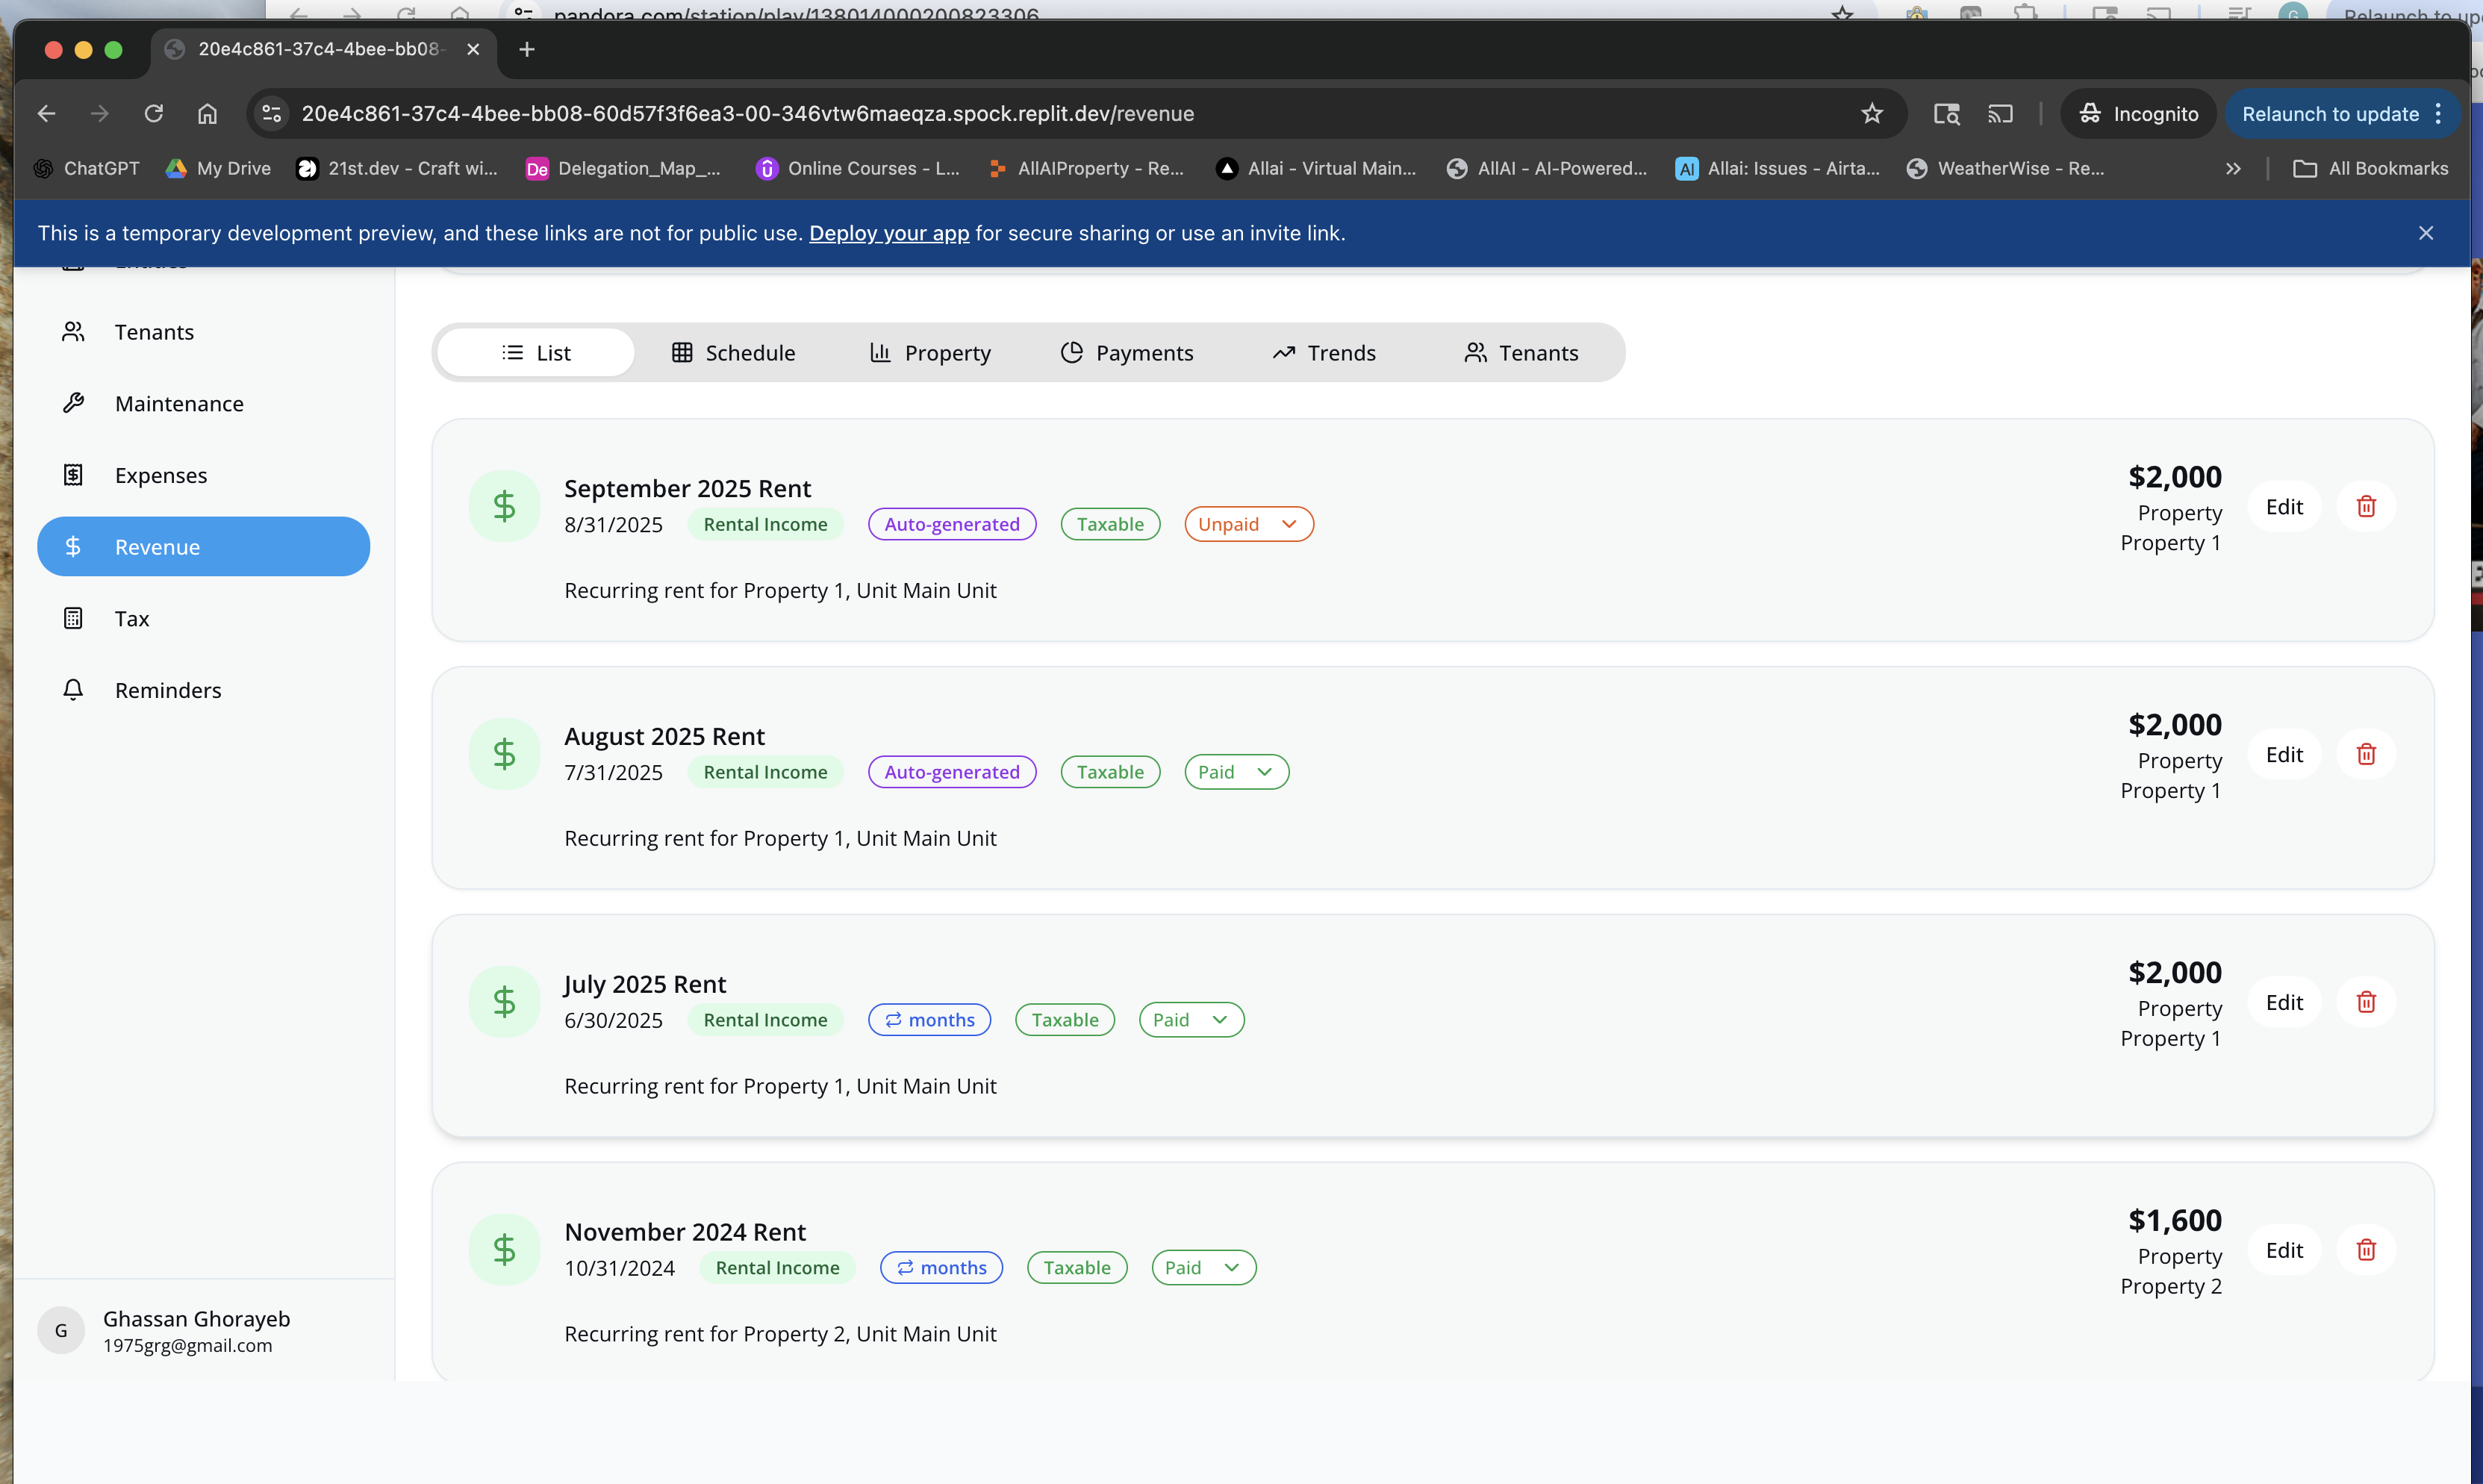 pandora.com/station/play/138014000200823306
20e4c861-37c4-4bee-bb08-
20e4c861-37c4-4bee-bb08-60d57f3f6ea3-00-346vtw6maeqza.spock.replit.dev/revenue
Incognito
Relaunch to update
ChatGPT
My Drive
21st.dev - Craft wi...
De
Delegation_Map_...
Online Courses - L...
AllAIProperty - Re...
Allai - Virtual Main...
AllAI - AI-Powered...
AI
Allai: Issues - Airta...
WeatherWise - Re...
All Bookmarks
This is a temporary development preview, and these links are not for public use. Deploy your app for secure sharing or use an invite link.
Tenants
Maintenance
Expenses
Revenue
Tax
Reminders
G
Ghassan Ghorayeb
1975grg@gmail.com
List
Schedule
Property
Payments
Trends
Tenants
September 2025 Rent
8/31/2025
Rental Income
Auto-generated
Taxable
Unpaid
Recurring rent for Property 1, Unit Main Unit
$2,000
Property
Property 1
Edit
August 2025 Rent
7/31/2025
Rental Income
Auto-generated
Taxable
Paid
Recurring rent for Property 1, Unit Main Unit
$2,000
Property
Property 1
Edit
July 2025 Rent
6/30/2025
Rental Income
months
Taxable
Paid
Recurring rent for Property 1, Unit Main Unit
$2,000
Property
Property 1
Edit
November 2024 Rent
10/31/2024
Rental Income
months
Taxable
Paid
Recurring rent for Property 2, Unit Main Unit
$1,600
Property
Property 2
Edit